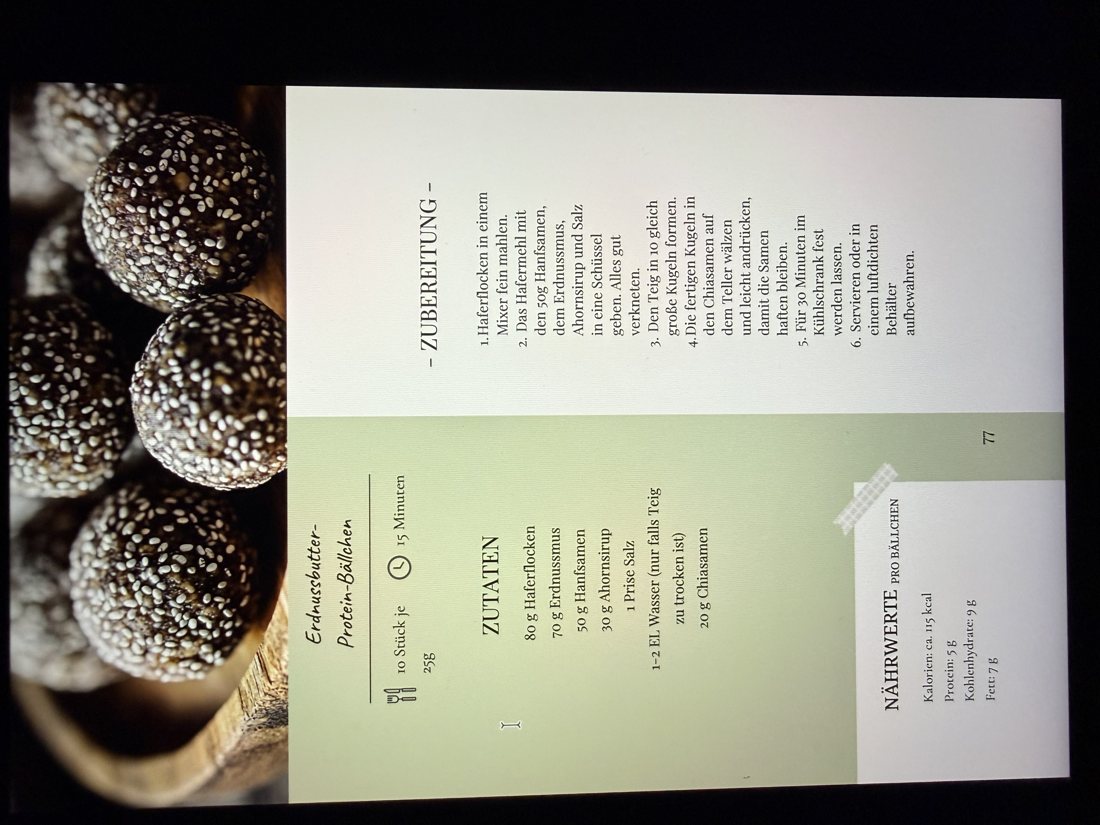 Erdnussbutter-
Protein-Bällchen
10 Stück je
25g
15 Minuten
ZUTATEN
80 g Haferflocken
70 g Erdnussmus
50 g Hanfsamen
30 g Ahornsirup
1 Prise Salz
1-2 EL Wasser (nur falls Teig
zu trocken ist)
20 g Chiasamen
NÄHRWERTE PRO BÄLLCHEN
Kalorien: ca. 115 kcal
Protein: 5 g
Kohlenhydrate: 9 g
Fett: 7 g
– ZUBEREITUNG –
1. Haferflocken in einem
Mixer fein mahlen.
2. Das Hafermehl mit
den 50g Hanfsamen,
dem Erdnussmus,
Ahornsirup und Salz
in eine Schüssel
geben. Alles gut
verkneten.
3. Den Teig in 10 gleich
große Kugeln formen.
4. Die fertigen Kugeln in
den Chiasamen auf
dem Teller wälzen
und leicht andrücken,
damit die Samen
haften bleiben.
5. Für 30 Minuten im
Kühlschrank fest
werden lassen.
6. Servieren oder in
einem luftdichten
Behälter
aufbewahren.
77